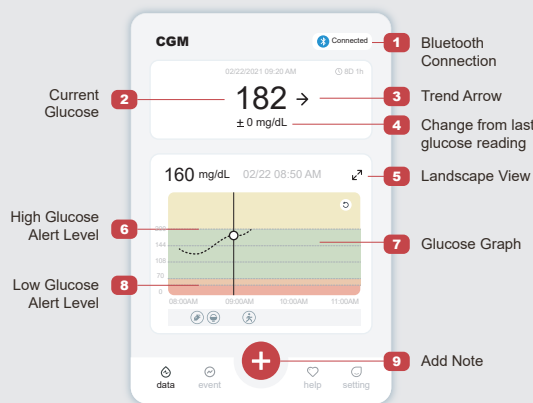 CGM
Connected
1
Bluetooth
Connection
02/22/2021 09:20 AM
8D 1h
Current
Glucose
2
182
3
Trend Arrow
± 0 mg/dL
4
Change from last
glucose reading
160 mg/dL
02/22 08:50 AM
5
Landscape View
High Glucose
Alert Level
6
144
108
70
0
7
Glucose Graph
Low Glucose
Alert Level
8
08:00AM
09:00AM
10:00AM
11:00AM
9
Add Note
data
event
help
setting